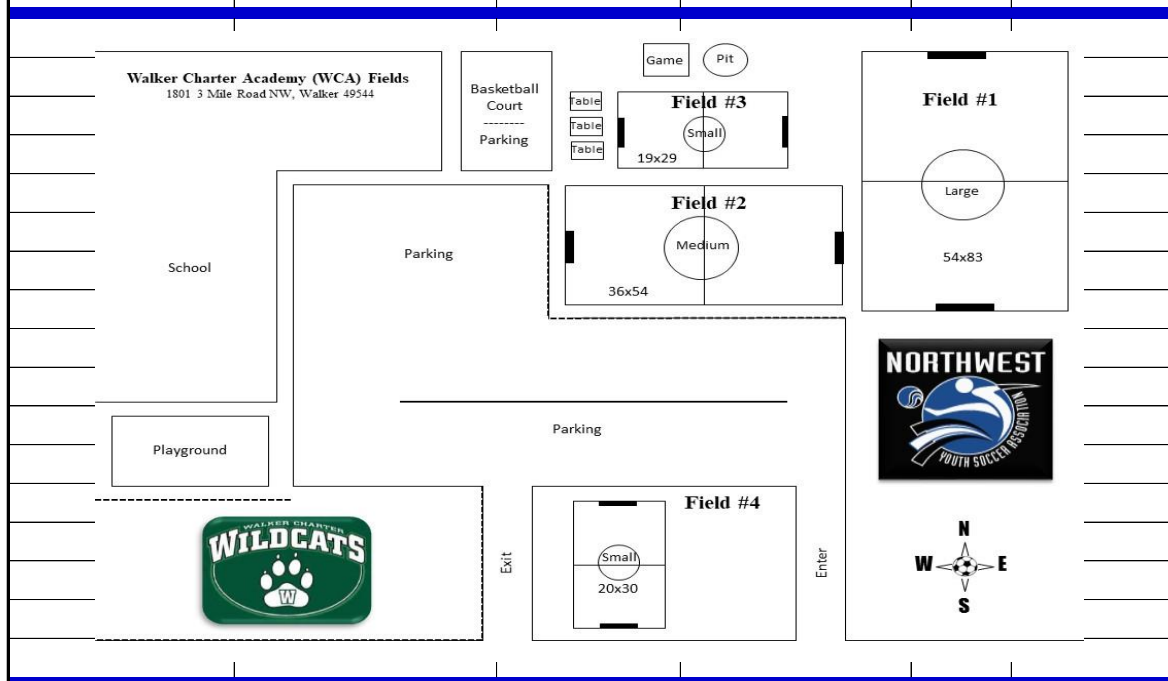 Walker Charter Academy (WCA) Fields
1801 3 Mile Road NW, Walker 49544
Basketball
Court
--------
Parking
Game
Pit
Table
Table
Table
Field #3
Small
19x29
Field #1
Large
54x83
Field #2
Medium
36x54
School
Parking
Parking
Playground
NORTHWEST
YOUTH SOCCER ASSOCIATION
WALKER CHARTER
WILDCATS
W
Exit
Field #4
Small
20x30
Enter
N
W
E
S